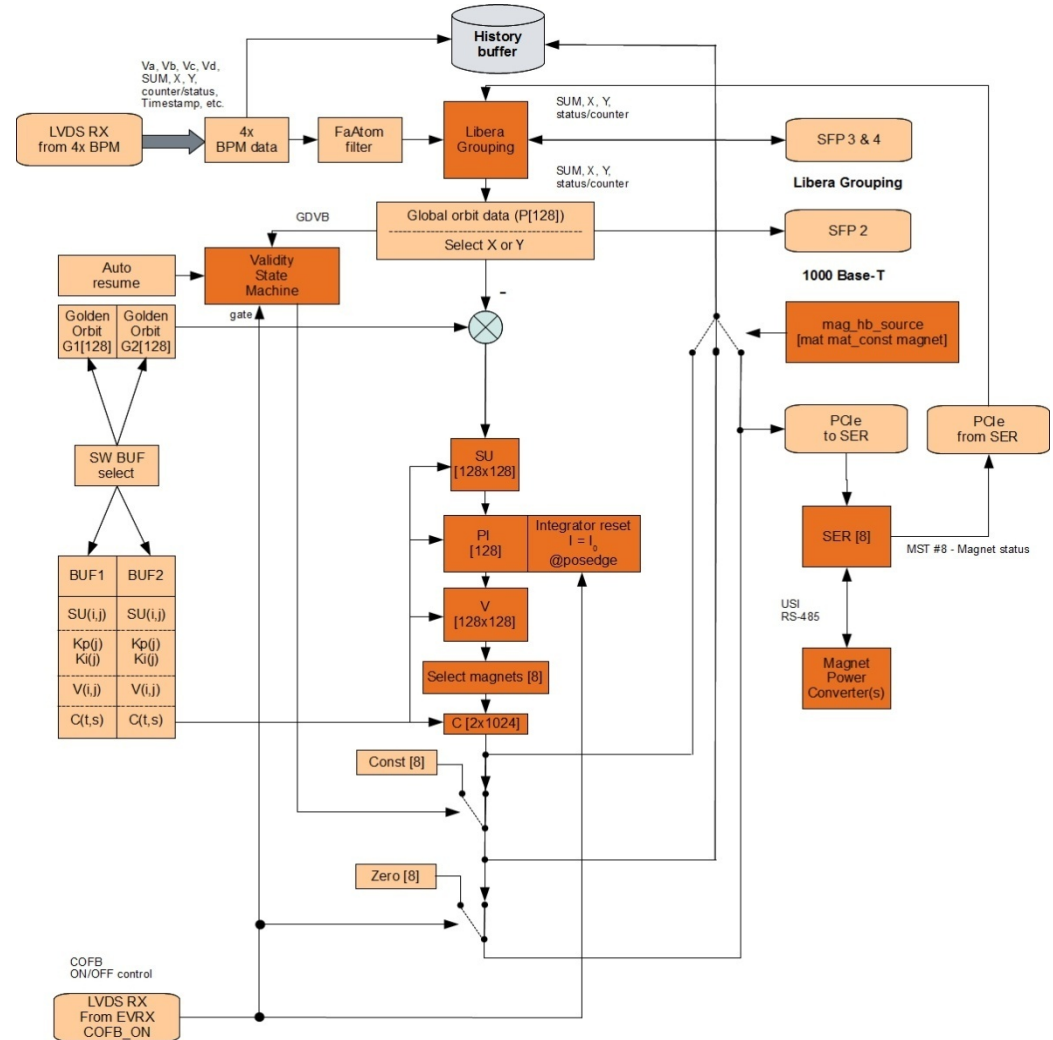 History
buffer
Va, Vb, Vc, Vd,
SUM, X, Y,
counter/status,
Timestamp, etc.
LVDS RX
from 4x BPM
4x
BPM data
FaAtom
filter
Libera
Grouping
SUM, X, Y,
status/counter
SFP 3 & 4
Libera Grouping
SUM, X, Y,
status/counter
GDVB
Global orbit data (P[128])
Select X or Y
SFP 2
1000 Base-T
Auto
resume
Validity
State
Machine
gate
-
Golden
Orbit
G1[128]
Golden
Orbit
G2[128]
mag_hb_source
[mat mat_const magnet]
SW BUF
select
SU
[128x128]
PCIe
to SER
PCIe
from SER
PI
[128]
Integrator reset
I = I0
@posedge
SER [8]
MST #8 - Magnet status
BUF1
BUF2
SU(i,j)
SU(i,j)
Kp(j)
Ki(j)
Kp(j)
Ki(j)
V(i,j)
V(i,j)
C(t,s)
C(t,s)
V
[128x128]
USI
RS-485
Select magnets [8]
Magnet
Power
Converter(s)
C [2x1024]
Const [8]
Zero [8]
COFB
ON/OFF control
LVDS RX
From EVRX
COFB_ON